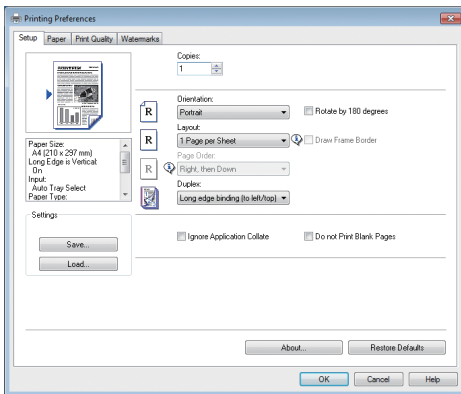 Printing Preferences
Setup Paper Print Quality Watermarks
Copies:
1
Orientation:
R Portrait Rotate by 180 degrees
Layout:
R 1 Page per Sheet Draw Frame Border
Page Order:
R Right, then Down
Duplex:
Long edge binding (to left/top)
Paper Size:
A4 (210 x 297 mm)
Long Edge is Vertical:
On
Input:
Auto Tray Select
Paper Type:
Settings
Save...
Load...
Ignore Application Collate Do not Print Blank Pages
About... Restore Defaults
OK Cancel Help